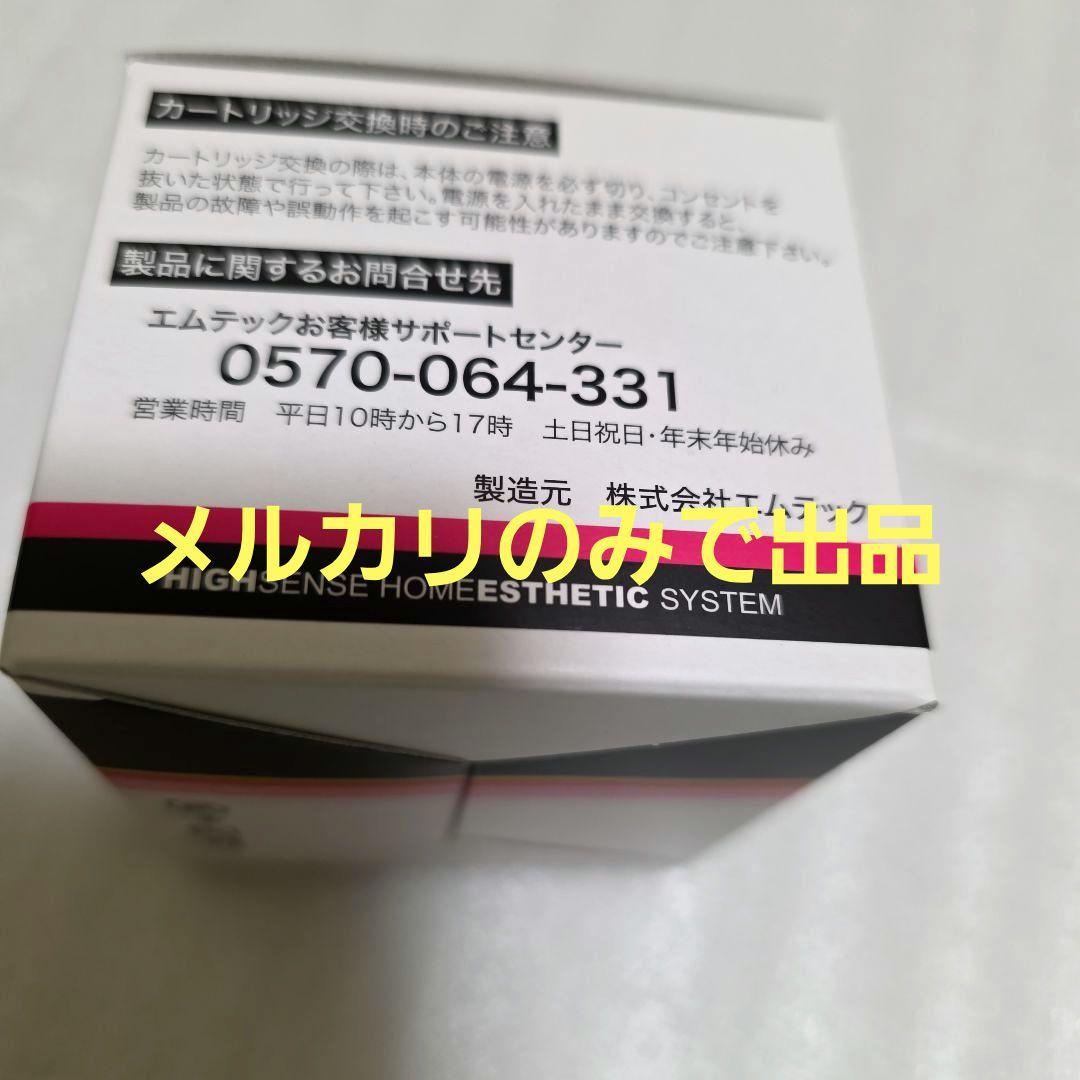 カートリッジ交換時のご注意
カートリッジ交換の際は、本体の電源を必ず切り、コンセントを
抜いた状態で行って下さい。電源を入れたまま交換すると、
製品の故障や誤動作を起こす可能性がありますのでご注意下さい。
製品に関するお問合せ先
エムテックお客様サポートセンター
0570-064-331
営業時間 平日10時から17時 土日祝日・年末年始休み
製造元 株式会社エムテック
メルカリのみで出品
HIGHSENSE HOMEESTHETIC SYSTEM